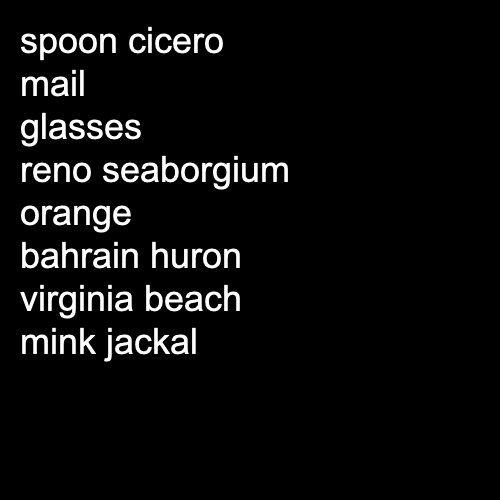 spoon cicero
mail
glasses
reno seaborgium
orange
bahrain huron
virginia beach
mink jackal